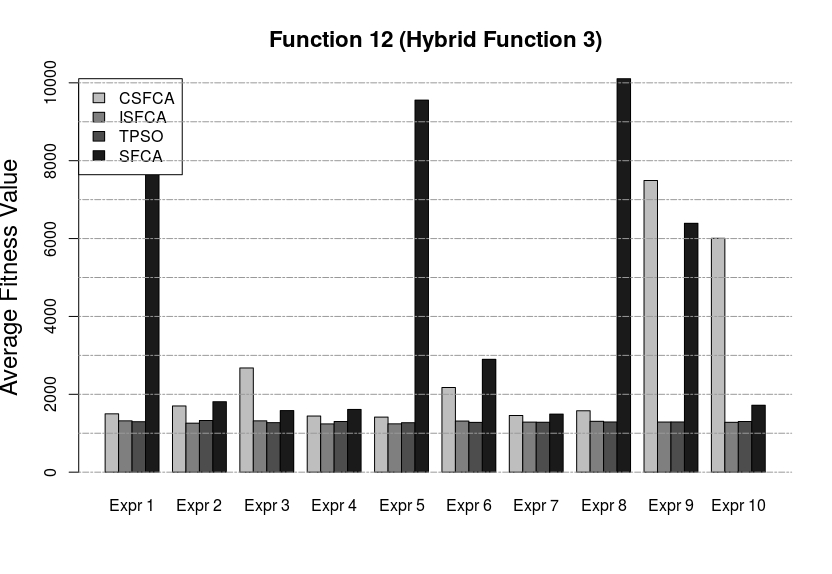 Function 12 (Hybrid Function 3)
Average Fitness Value
10000
8000
6000
4000
2000
0
CSFCA
ISFCA
TPSO
SFCA
Expr 1 Expr 2 Expr 3 Expr 4 Expr 5 Expr 6 Expr 7 Expr 8 Expr 9 Expr 10